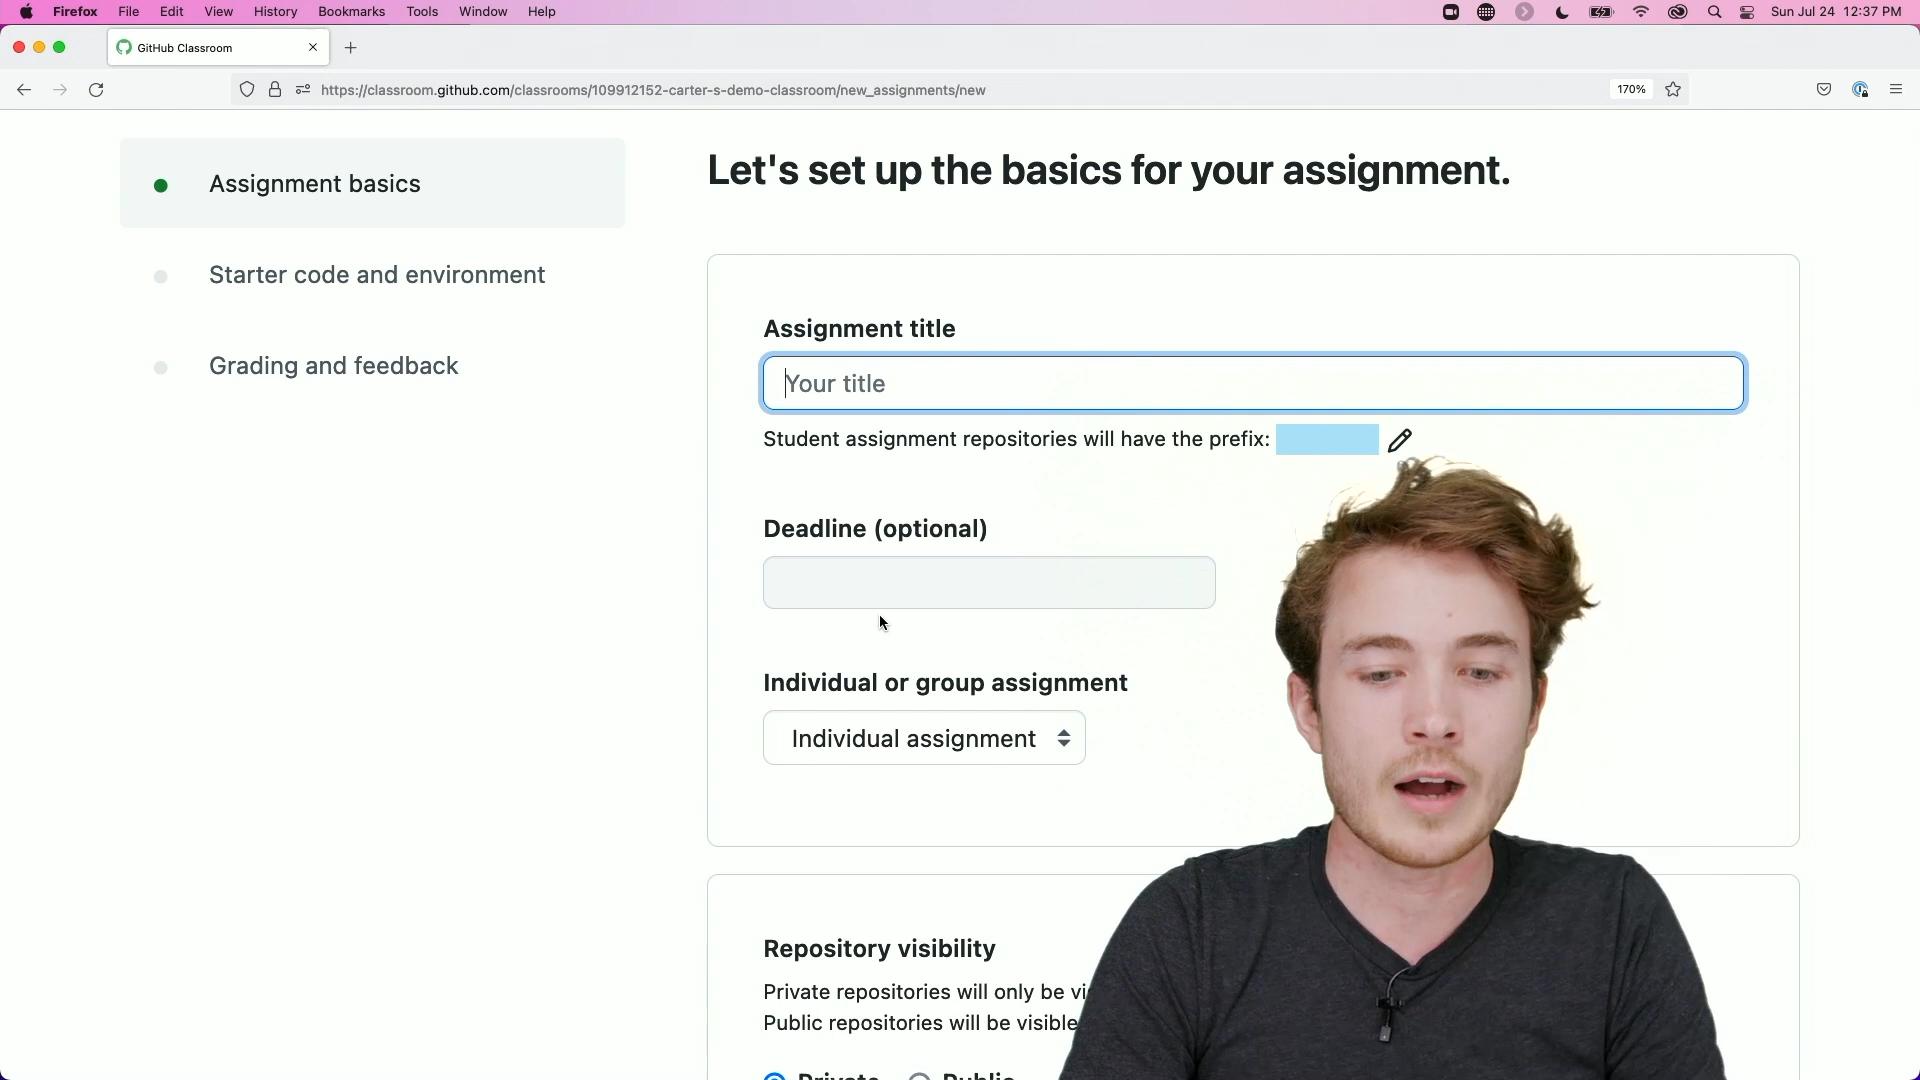 Firefox File Edit View History Bookmarks Tools Window Help Sun Jul 24 12:37 PM
GitHub Classroom
https://classroom.github.com/classrooms/109912152-carter-s-demo-classroom/new_assignments/new 170%
Assignment basics
Starter code and environment
Grading and feedback
Let's set up the basics for your assignment.
Assignment title
Your title
Student assignment repositories will have the prefix:
Deadline (optional)
Individual or group assignment
Individual assignment
Repository visibility
Private repositories will only be
Public repositories will be visible
Private Public